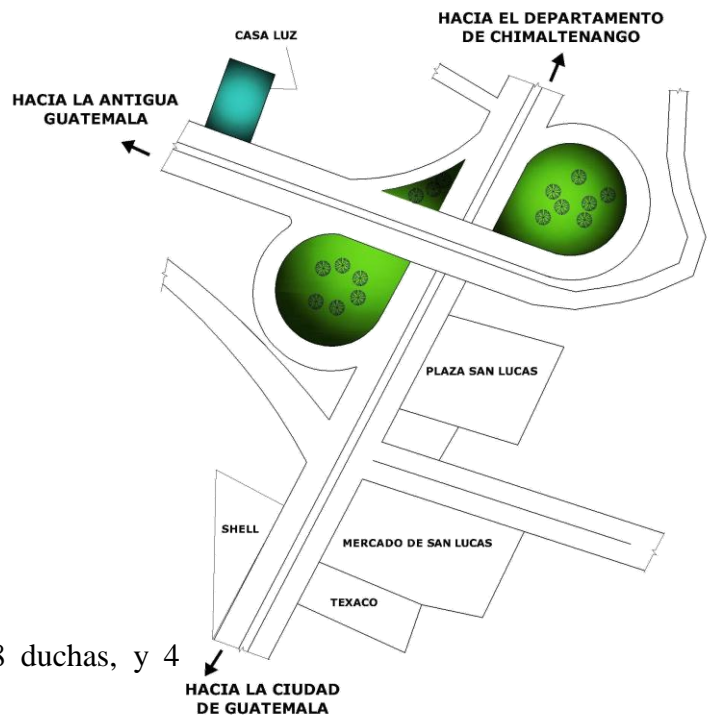 HACIA EL DEPARTAMENTO
DE CHIMALTENANGO
CASA LUZ
HACIA LA ANTIGUA
GUATEMALA
PLAZA SAN LUCAS
SHELL
MERCADO DE SAN LUCAS
TEXACO
8 duchas, y 4
HACIA LA CIUDAD
DE GUATEMALA